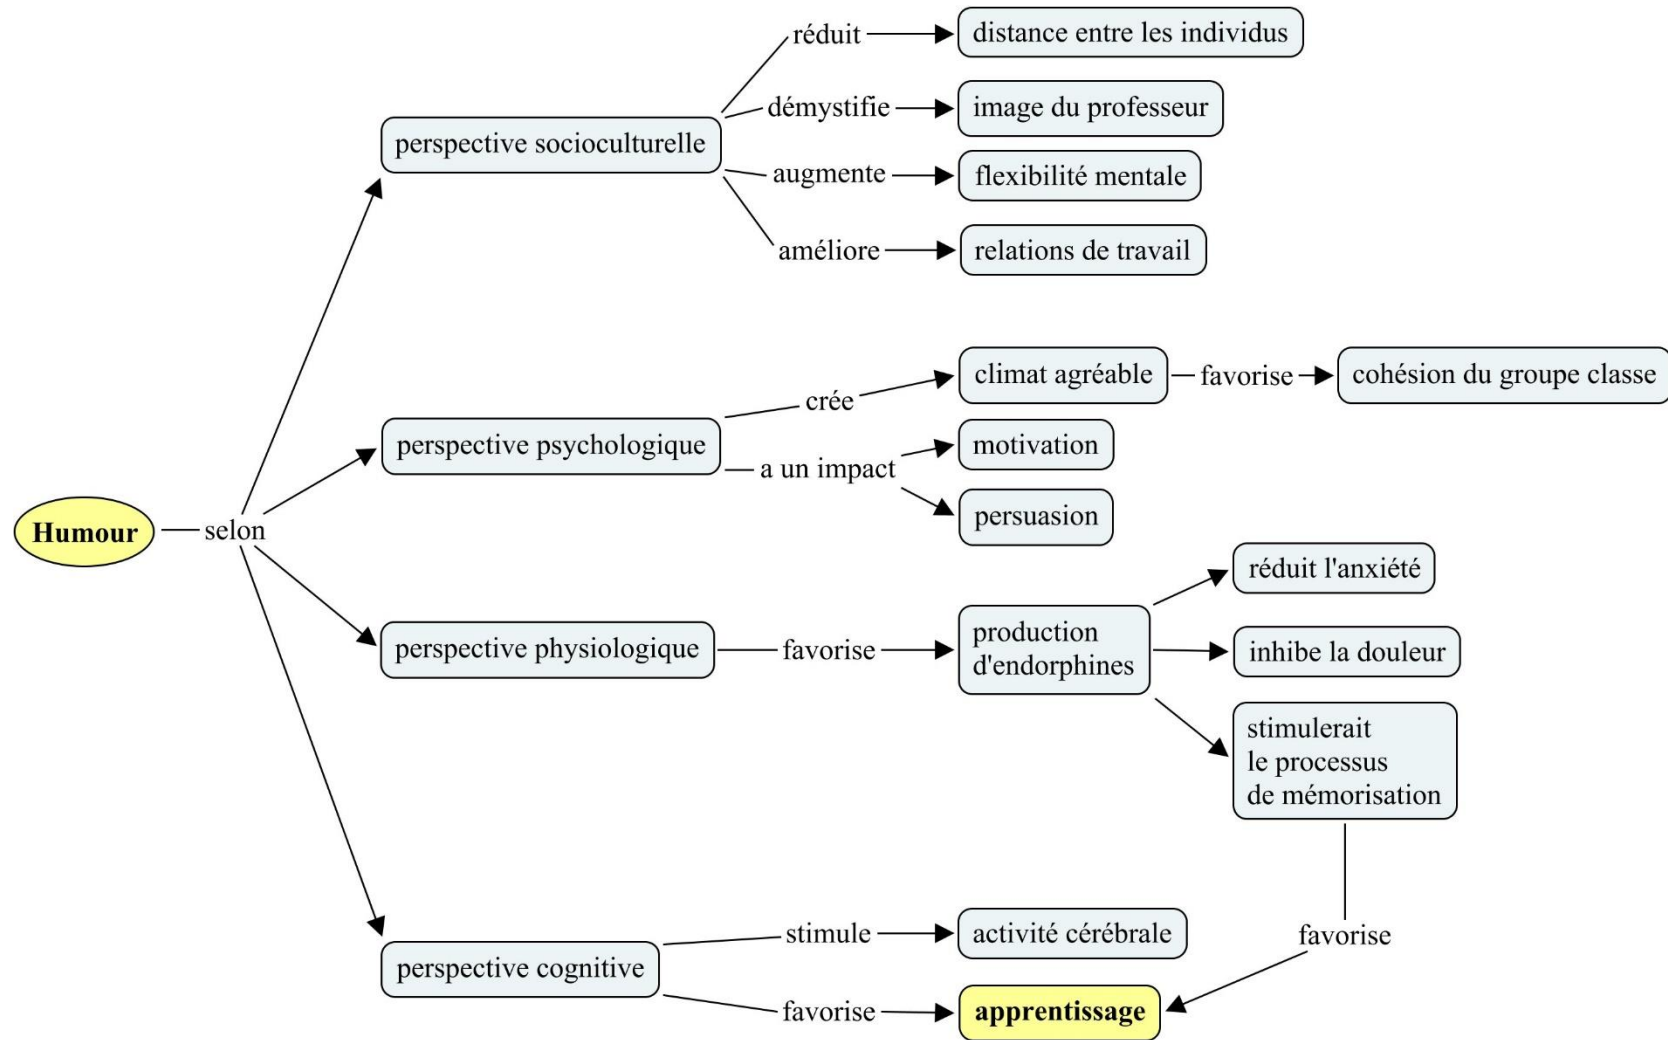 réduit
distance entre les individus
démystifie
image du professeur
perspective socioculturelle
augmente
flexibilité mentale
améliore
relations de travail
climat agréable
favorise
cohésion du groupe classe
crée
perspective psychologique
motivation
a un impact
persuasion
Humour
selon
réduit l'anxiété
perspective physiologique
favorise
production
d'endorphines
inhibe la douleur
stimulerait
le processus
de mémorisation
stimule
activité cérébrale
favorise
perspective cognitive
favorise
apprentissage